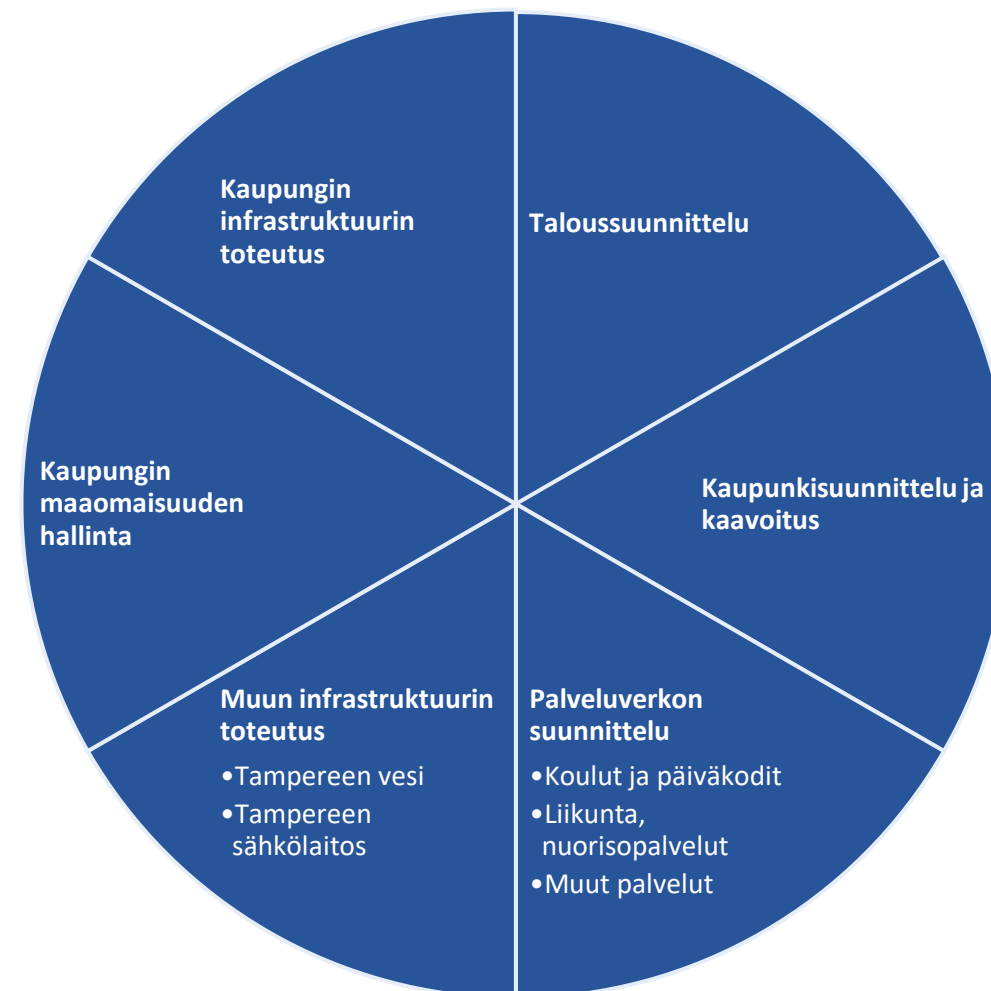 Kaupungin
infrastruktuurin
toteutus
Taloussuunnittelu
Kaupunkisuunnittelu ja
kaavoitus
Palveluverkon
suunnittelu
•Koulut ja päiväkodit
•Liikunta,
nuorisopalvelut
•Muut palvelut
Muun infrastruktuurin
toteutus
•Tampereen vesi
•Tampereen
sähkölaitos
Kaupungin
maaomaisuuden
hallinta